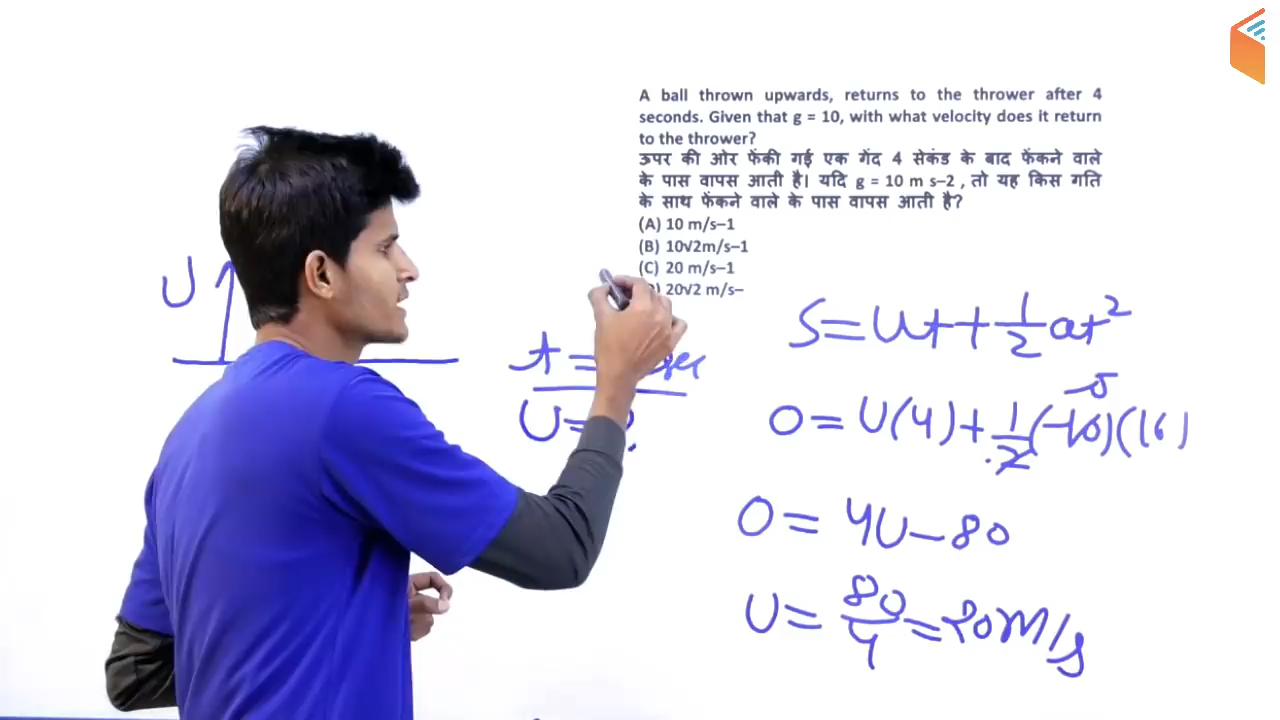 A ball thrown upwards, returns to the thrower after 4
seconds. Given that g = 10, with what velocity does it return
to the thrower?
ऊपर की ओर फेंकी गई एक गेंद 4 सेकंड के बाद फेंकने वाले
के पास वापस आती है। यदि g = 10 m s–2 , तो यह किस गति
के साथ फेंकने वाले के पास वापस आती है?
(A) 10 m/s–1
(B) 10√2m/s–1
(C) 20 m/s–1
20√2 m/s–
U
t =
U = ?
S = Ut + 1/2 at²
0 = U(4) + 1/2 (-10)(16)
5
0 = 4U - 80
U = 80/4 = 20 m/s